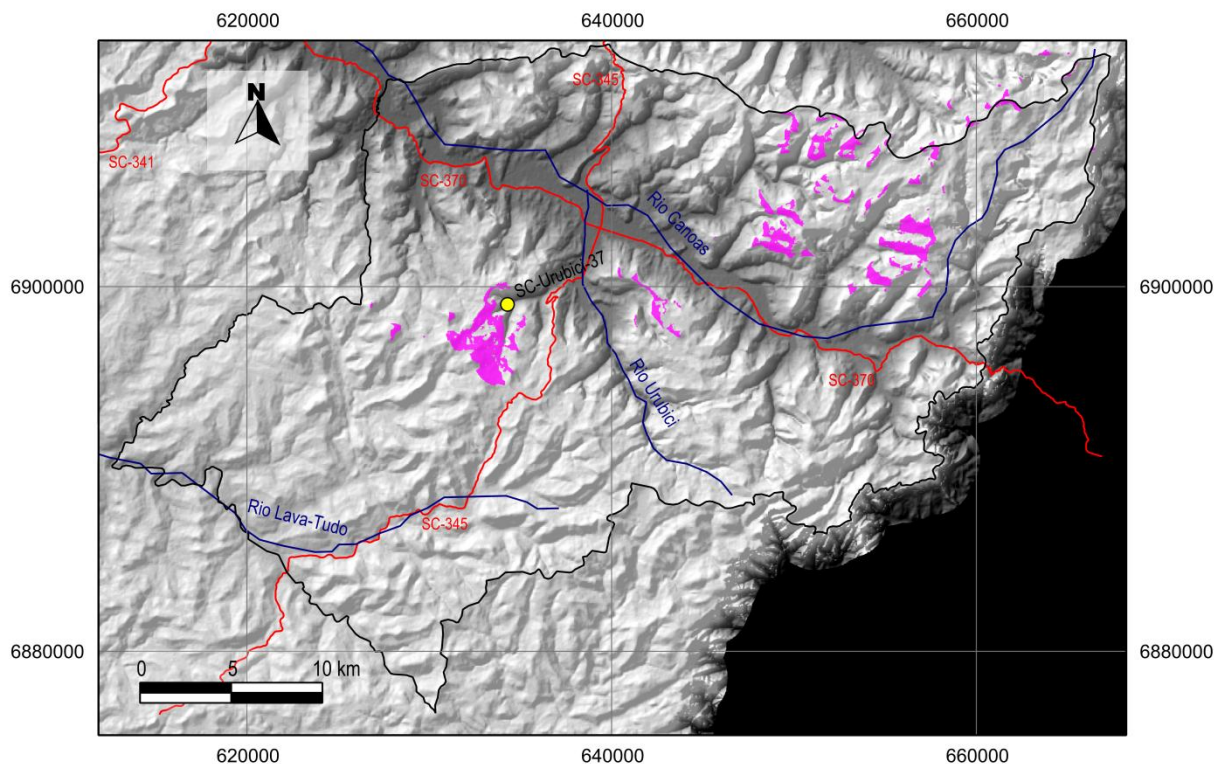 620000
640000
660000
N
SC-345
SC-341
SC-370
Rio Canoas
6900000
6900000
SC-Urubici-37
Rio Urubici
SC-370
Rio Lava-Tudo
SC-345
6880000
6880000
0 5 10 km
620000
640000
660000